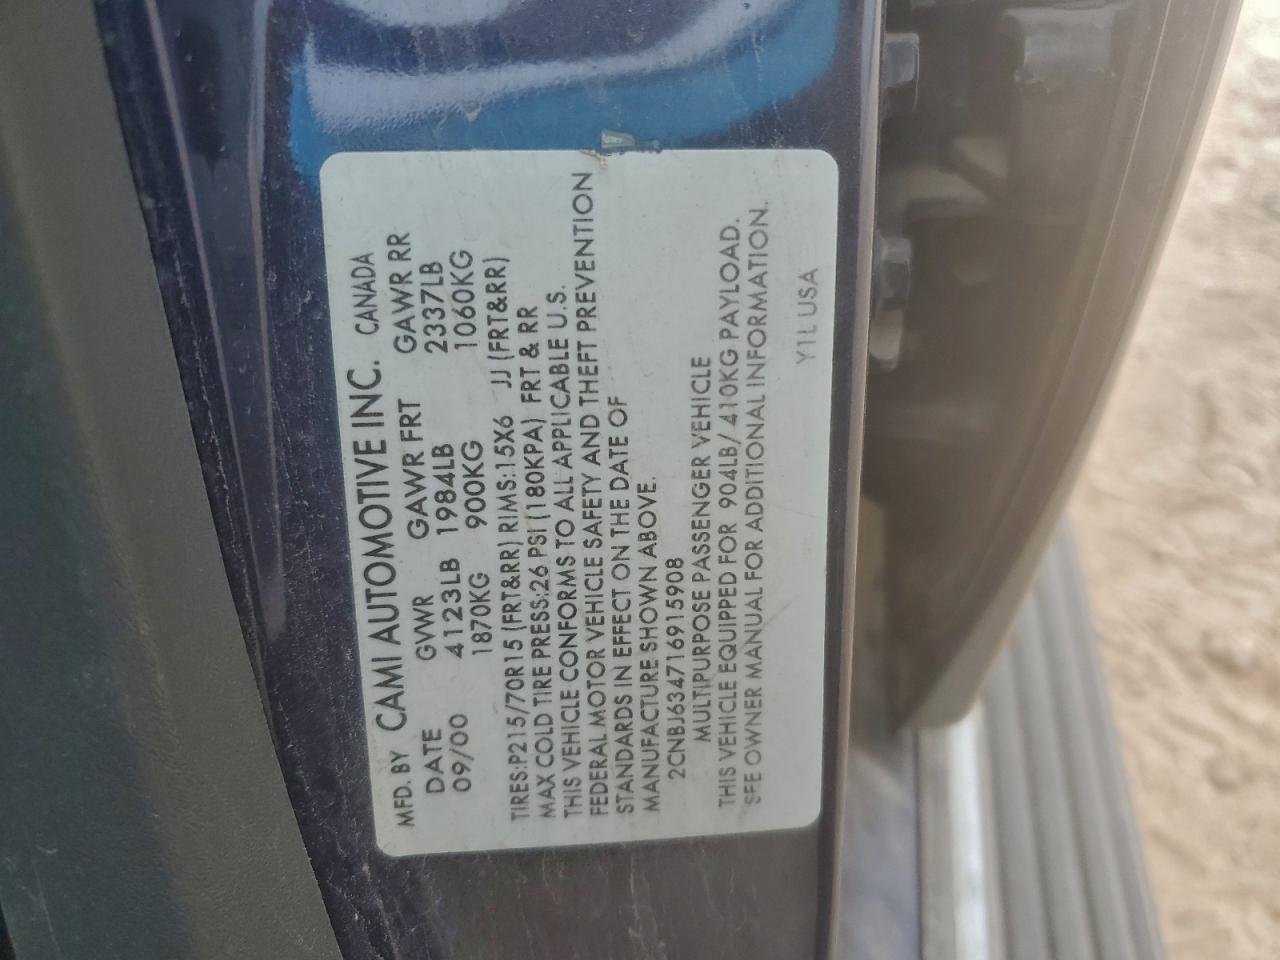 MFD. BY CAMI AUTOMOTIVE INC. CANADA
DATE GVWR GAWR FRT GAWR RR
09/00 4123LB 1984LB 2337LB
1870KG 900KG 1060KG
TIRES:P215/70R15 (FRT&RR) RIMS:15X6 JJ (FRT&RR)
MAX COLD TIRE PRESS:26 PSI (180KPA) FRT & RR
THIS VEHICLE CONFORMS TO ALL APPLICABLE U.S.
FEDERAL MOTOR VEHICLE SAFETY AND THEFT PREVENTION
STANDARDS IN EFFECT ON THE DATE OF
MANUFACTURE SHOWN ABOVE.
2CNBJ634716915908
MULTIPURPOSE PASSENGER VEHICLE
THIS VEHICLE EQUIPPED FOR 904LB/ 410KG PAYLOAD.
SEE OWNER MANUAL FOR ADDITIONAL INFORMATION.
Y1L USA